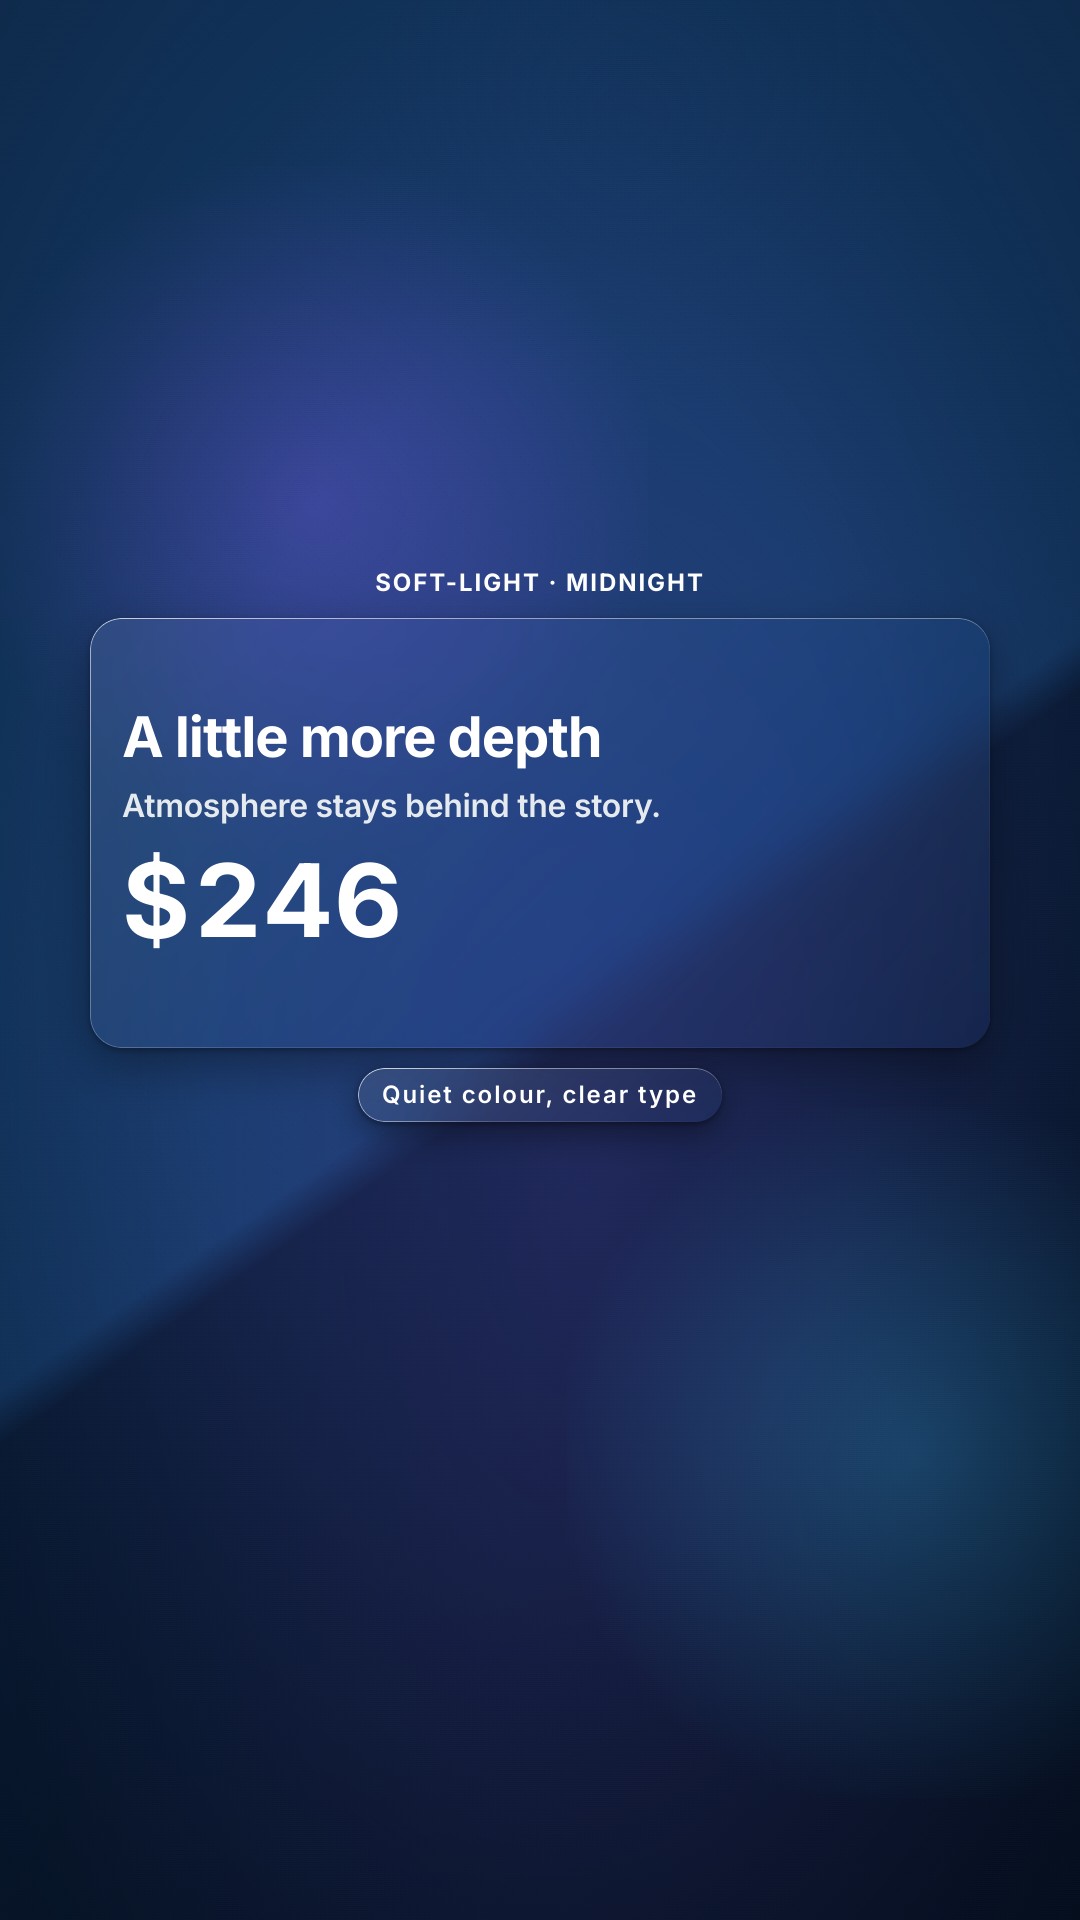 SOFT-LIGHT · MIDNIGHT
A little more depth
Atmosphere stays behind the story.
$246
Quiet colour, clear type